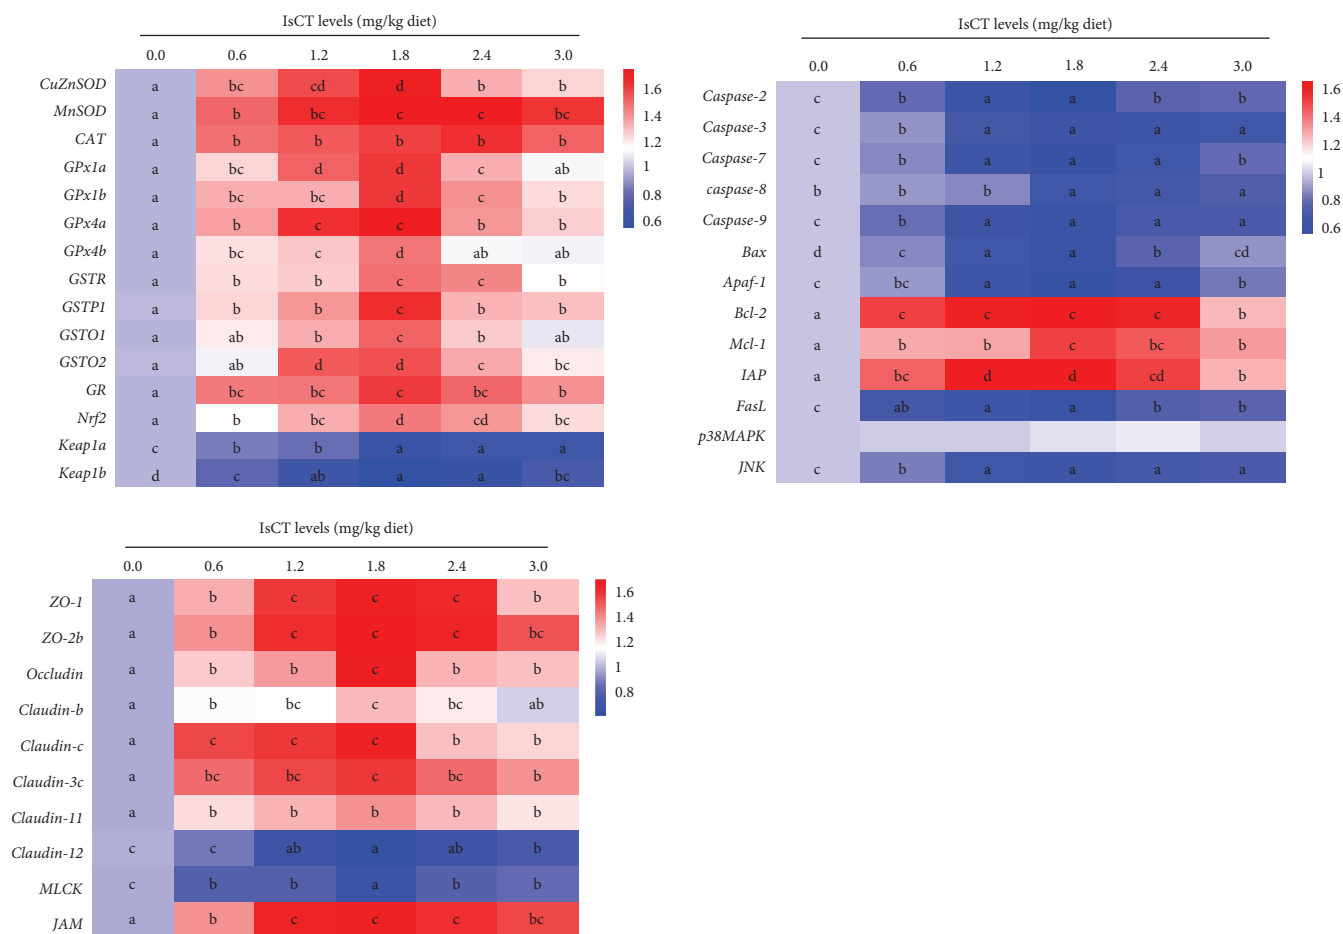 IsCT levels (mg/kg diet)
0.0 0.6 1.2 1.8 2.4 3.0
CuZnSOD a bc cd d b b
MnSOD a b bc c c bc
CAT a b b b b b
GPx1a a bc d d c ab
GPx1b a bc bc d c b
GPx4a a b c c b b
GPx4b a bc c d ab ab
GSTR a b b c c b
GSTP1 a b b c b b
GSTO1 a ab b c b ab
GSTO2 a ab d d c bc
GR a bc bc c bc b
Nrf2 a b bc d cd bc
Keap1a c b b a a a
Keap1b d c ab a a bc
1.6
1.4
1.2
1
0.8
0.6
IsCT levels (mg/kg diet)
0.0 0.6 1.2 1.8 2.4 3.0
Caspase-2 c b a a b b
Caspase-3 c b a a a a
Caspase-7 c b a a a b
caspase-8 b b b a a a
Caspase-9 c b a a a a
Bax d c a a b cd
Apaf-1 c bc a a a b
Bcl-2 a c c c c b
Mcl-1 a b b c bc b
IAP a bc d d cd b
FasL c ab a a b b
p38MAPK
JNK c b a a a a
1.6
1.4
1.2
1
0.8
0.6
IsCT levels (mg/kg diet)
0.0 0.6 1.2 1.8 2.4 3.0
ZO-1 a b c c c b
ZO-2b a b c c c bc
Occludin a b b c b b
Claudin-b a b bc c bc ab
Claudin-c a c c c b b
Claudin-3c a bc bc c bc b
Claudin-11 a b b b b b
Claudin-12 c c ab a ab b
MLCK c b b a b b
JAM a b c c c bc
1.6
1.4
1.2
1
0.8